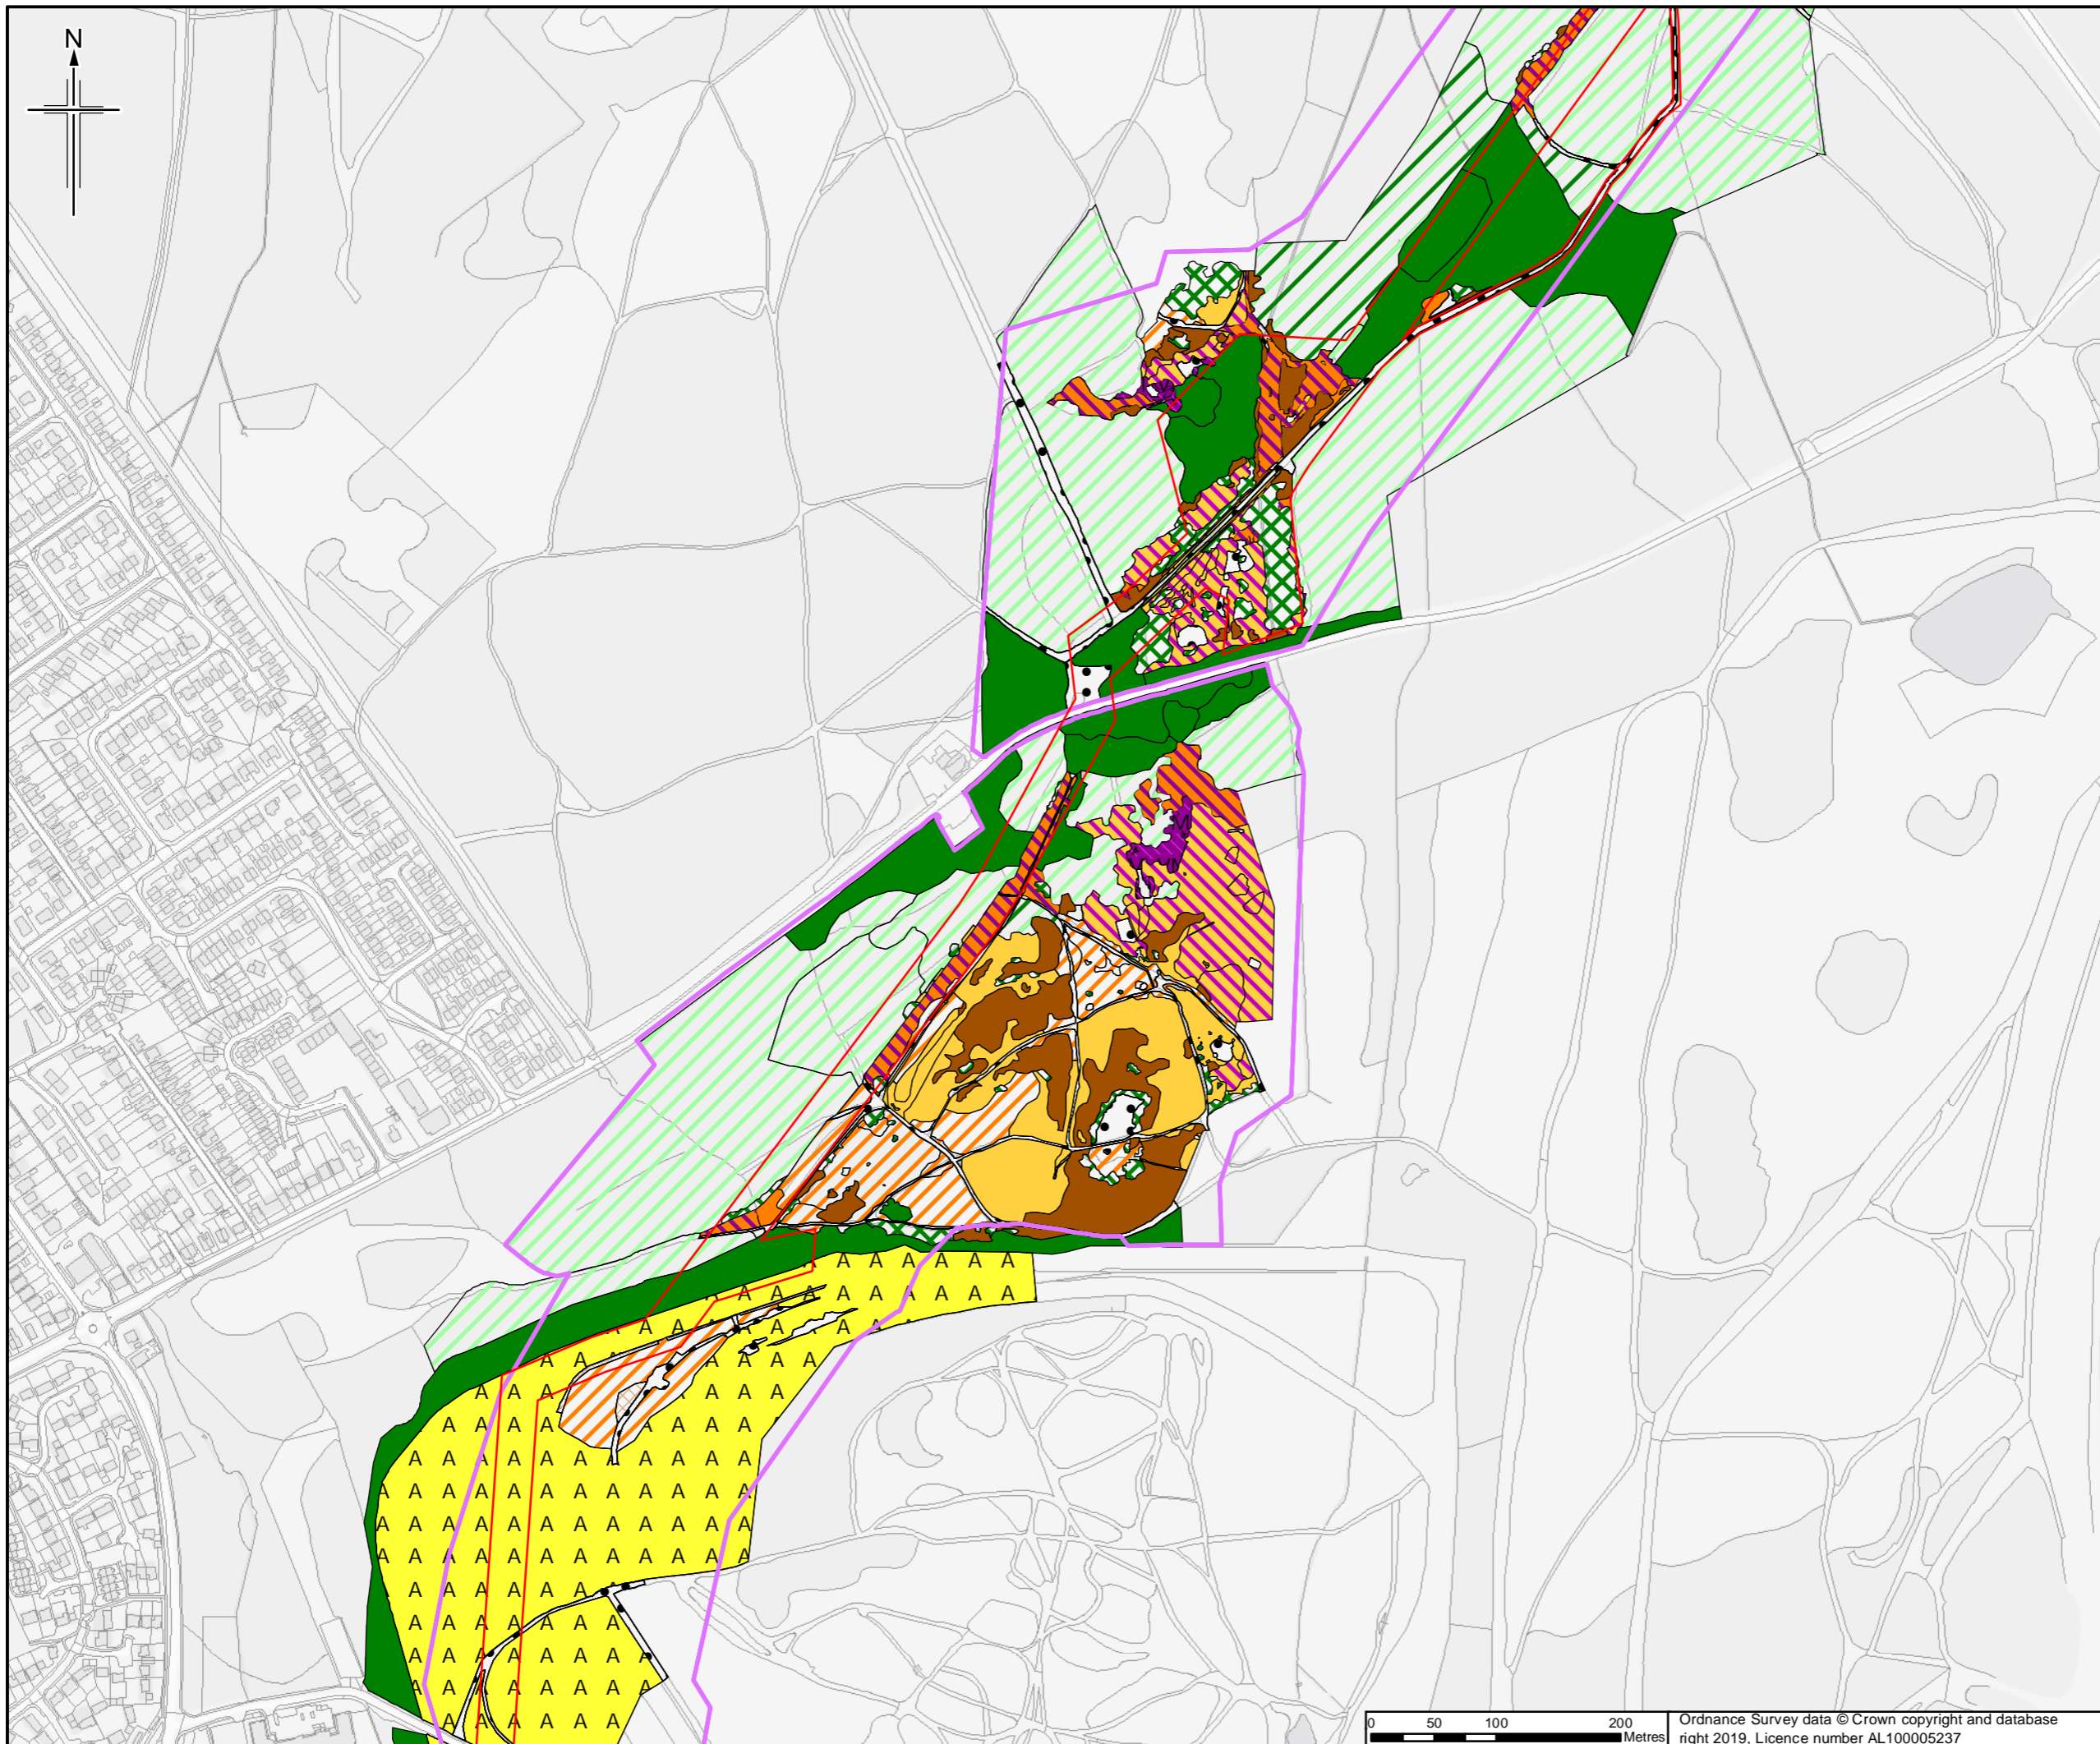 N
M
A A A A A A A
A A A A A A A A A A
A A A A A A A
A A A A A A
A A A A A A
A A A A A A A A
A A A A A A A A A A
A A A A A A A A A A A
A A A A A A A A A A A A
A A A A A A A A A A A A
A A A A A A A A A A A A
A A A A A A A
A A A A A A A
A A A A A A A A
A A A A A A A A
A A A A A A
0 50 100 200
Metres
Ordnance Survey data © Crown copyright and database
right 2019, Licence number AL100005237